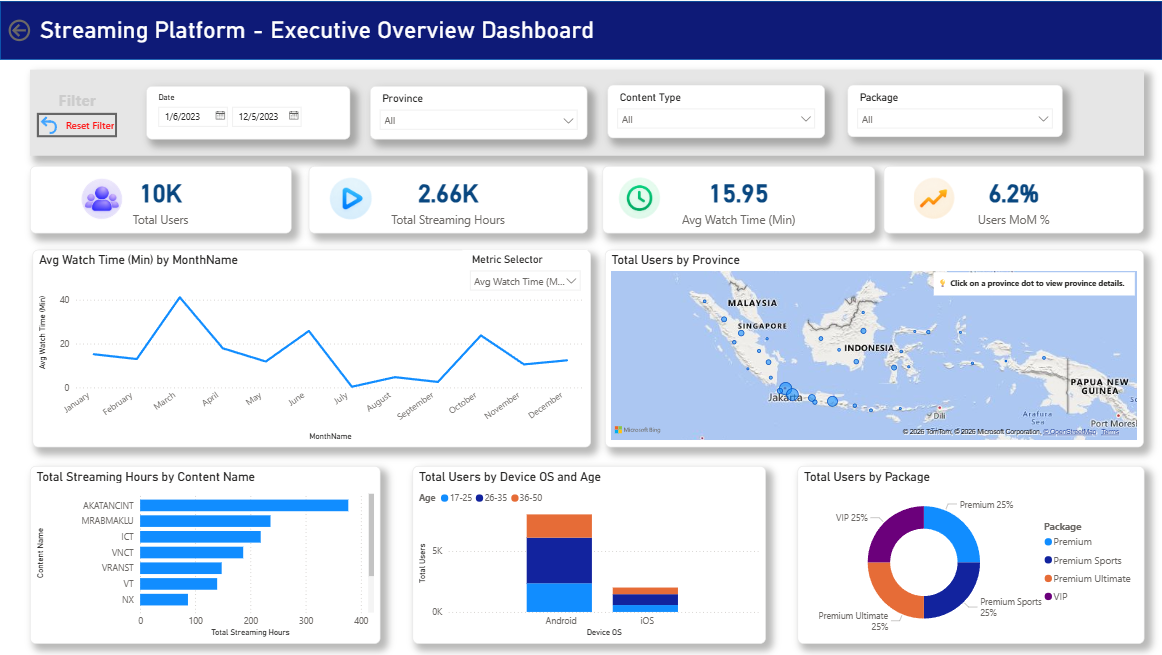 Streaming Platform - Executive Overview Dashboard
Filter
Reset Filter
Date
1/6/2023
12/5/2023
Province
All
Content Type
All
Package
All
10K
Total Users
2.66K
Total Streaming Hours
15.95
Avg Watch Time (Min)
6.2%
Users MoM %
Avg Watch Time (Min) by MonthName
Metric Selector
Avg Watch Time (M...
Avg Watch Time (Min)
40
20
0
January
February
March
April
May
June
July
August
September
October
November
December
MonthName
Total Users by Province
Click on a province dot to view province details.
MALAYSIA
SINGAPORE
INDONESIA
PAPUA NEW
GUINEA
Jakarta
Dili
Arafura
Sea
Port Moresl
Microsoft Bing
© 2026 TomTom, © 2026 Microsoft Corporation, © OpenStreetMap Terms
Total Streaming Hours by Content Name
Content Name
AKATANCINT
MRABMAKLU
ICT
VNCT
VRANST
VT
NX
0
100
200
300
400
Total Streaming Hours
Total Users by Device OS and Age
Age
17-25
26-35
36-50
Total Users
5K
0K
Android
iOS
Device OS
Total Users by Package
Premium 25%
VIP 25%
Premium Sports
25%
Premium Ultimate
25%
Package
Premium
Premium Sports
Premium Ultimate
VIP